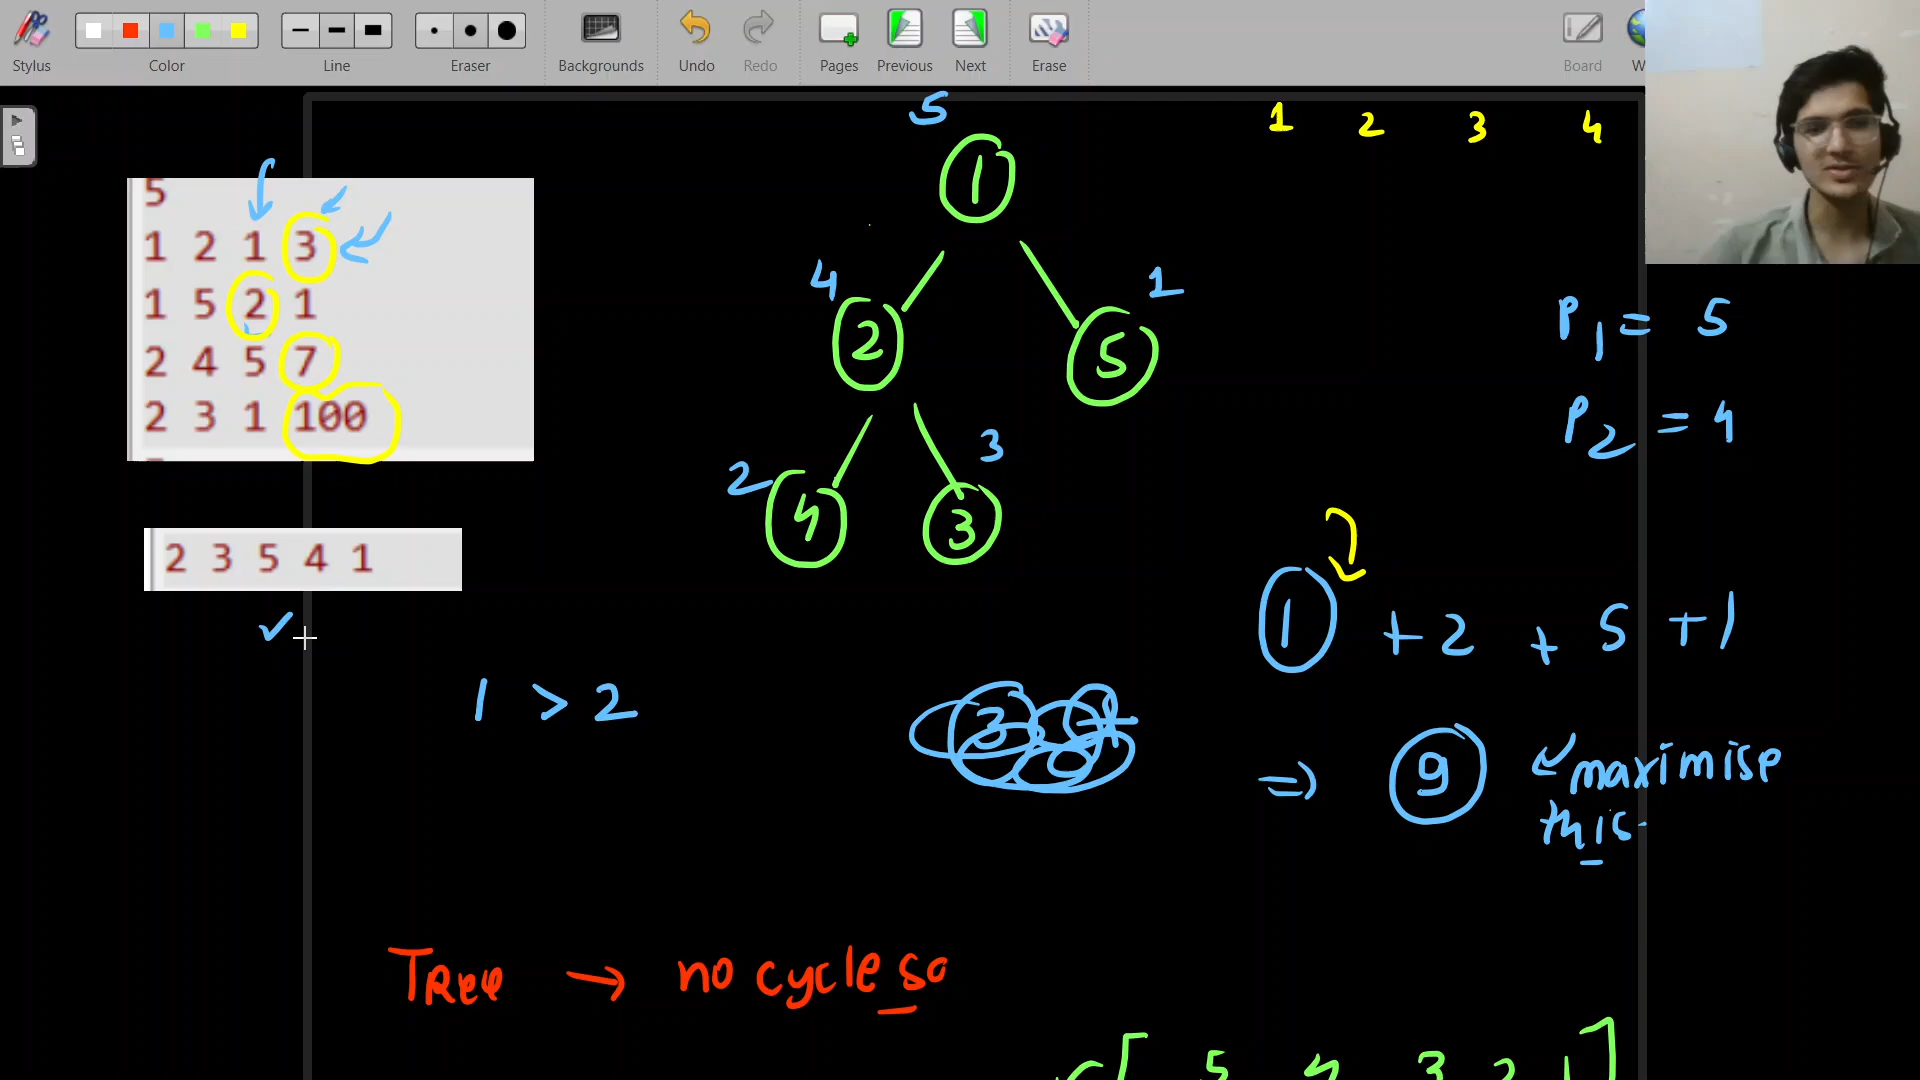 Stylus Color Line Eraser Backgrounds Undo Redo Pages Previous Next Erase Board W
5
1 2 3 4
1
5
1 2 1 3
1 5 2 1
2 4 5 7
2 3 1 100
4
2
1
5
P1 = 5
P2 = 4
2
4
3
3
2 3 5 4 1
1 + 2 + 5 + 1
1 > 2
=> 9 maximise
this
Tree → no cycle so
[ 5 4 3 2 1 ]